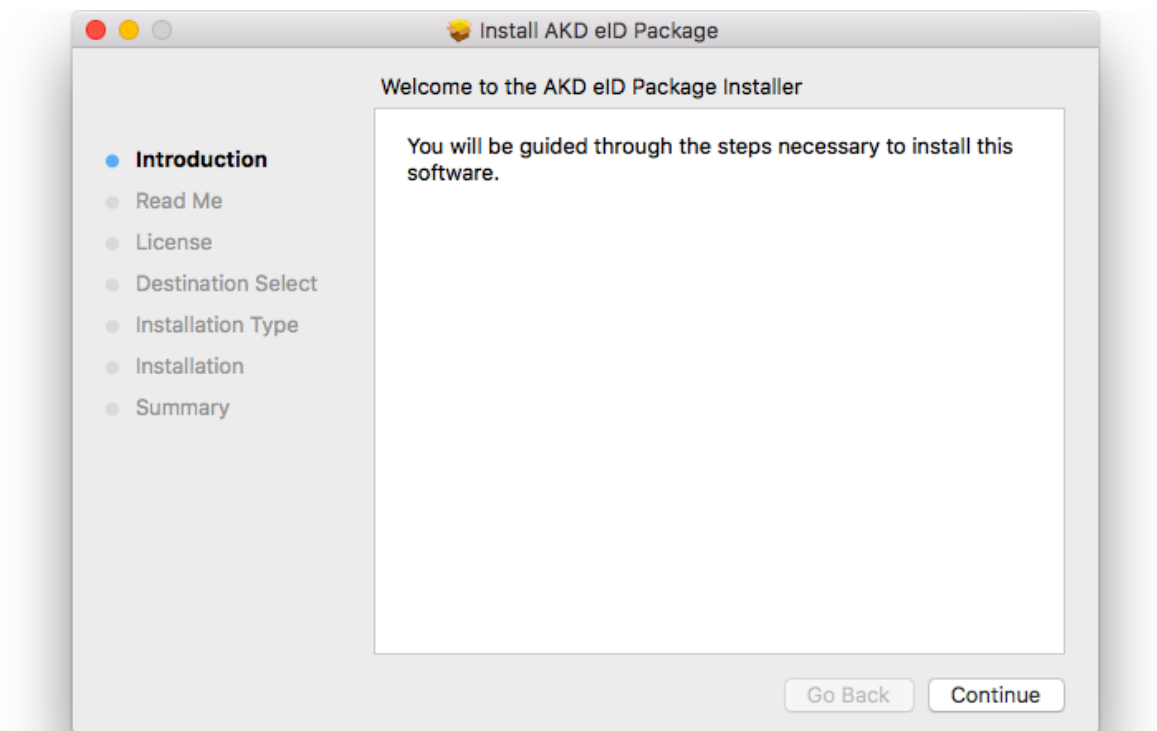 Install AKD eID Package
Welcome to the AKD eID Package Installer
Introduction
Read Me
License
Destination Select
Installation Type
Installation
Summary
You will be guided through the steps necessary to install this
software.
Go Back
Continue